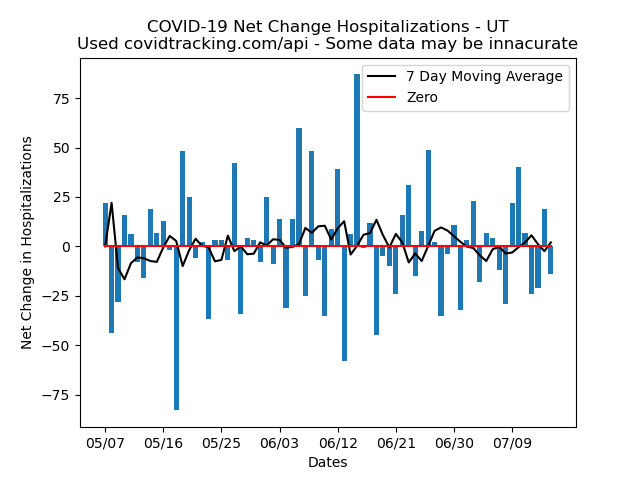 COVID-19 Net Change Hospitalizations - UT
Used covidtracking.com/api - Some data may be innacurate
7 Day Moving Average
Zero
Net Change in Hospitalizations
75
50
25
0
−25
−50
−75
05/07 05/16 05/25 06/03 06/12 06/21 06/30 07/09
Dates